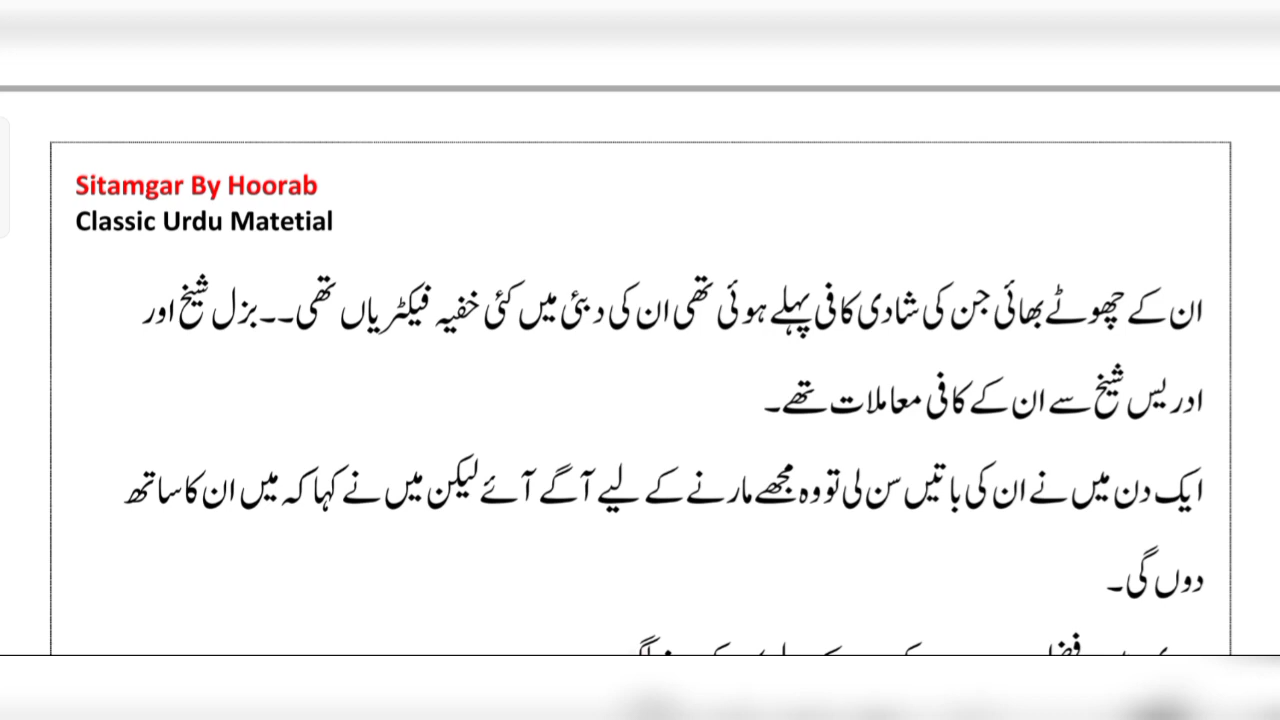 Sitamgar By Hoorab
Classic Urdu Matetial
ان کے چھوٹے بھائی جن کی شادی کافی پہلے ہوئی تھی ان کی دبئی میں کئی خفیہ فیکٹریاں تھی۔۔بزل شیخ اور
ادریس شیخ سے ان کے کافی معاملات تھے۔
ایک دن میں نے ان کی باتیں سن لی تو وہ مجھے مارنے کے لیے آگے آئے لیکن میں نے کہا کہ میں ان کا ساتھ
دوں گی۔